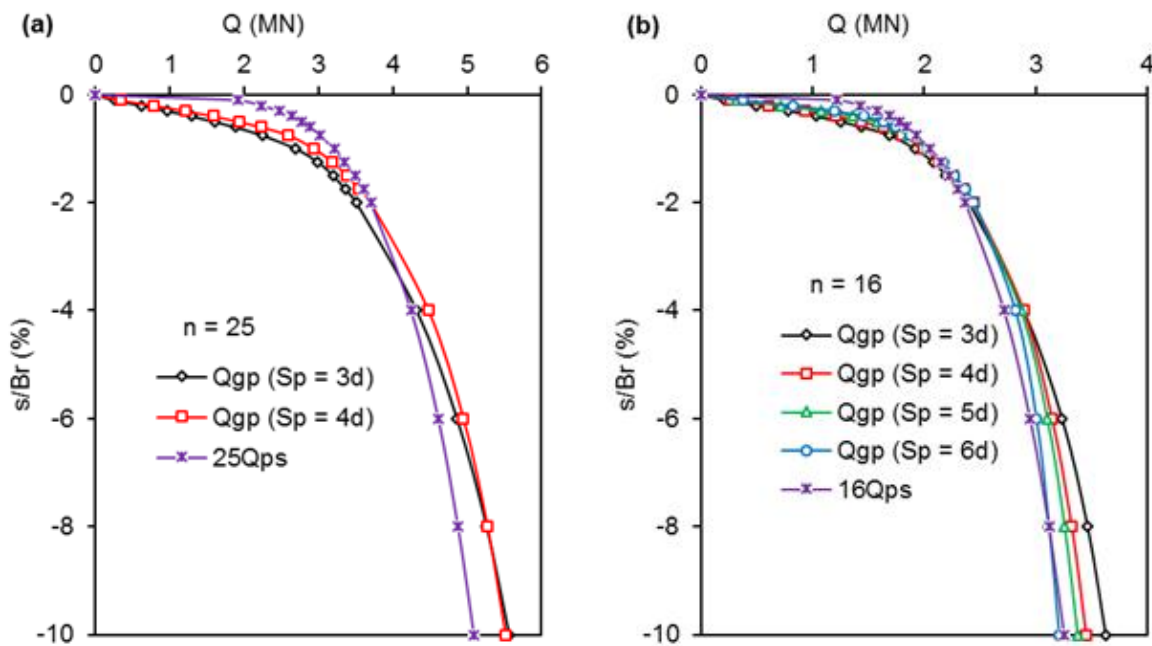 (a)
Q (MN)
0 1 2 3 4 5 6
0
-2
-4
-6
-8
-10
s/Br (%)
n = 25
Qgp (Sp = 3d)
Qgp (Sp = 4d)
25Qps
(b)
Q (MN)
0 1 2 3 4
0
-2
-4
-6
-8
-10
s/Br (%)
n = 16
Qgp (Sp = 3d)
Qgp (Sp = 4d)
Qgp (Sp = 5d)
Qgp (Sp = 6d)
16Qps